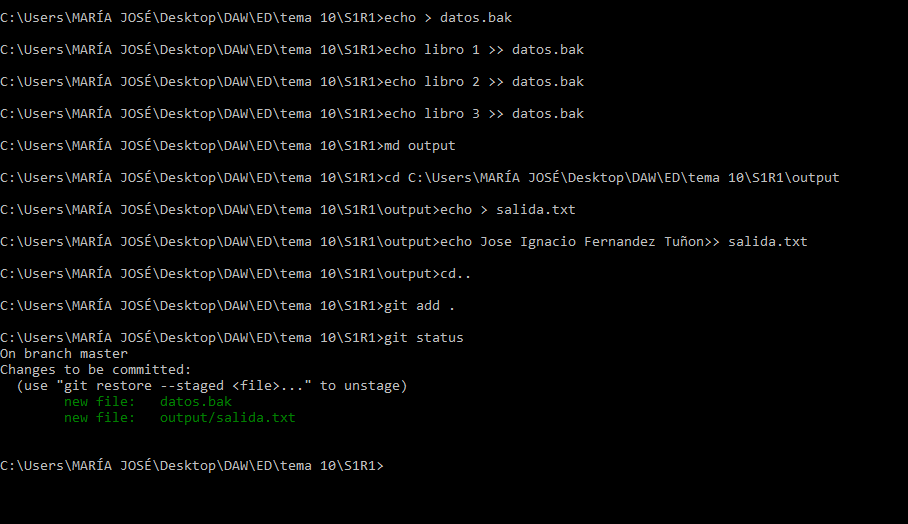 C:\Users\MARÍA JOSÉ\Desktop\DAW\ED\tema 10\S1R1>echo > datos.bak
C:\Users\MARÍA JOSÉ\Desktop\DAW\ED\tema 10\S1R1>echo libro 1 >> datos.bak
C:\Users\MARÍA JOSÉ\Desktop\DAW\ED\tema 10\S1R1>echo libro 2 >> datos.bak
C:\Users\MARÍA JOSÉ\Desktop\DAW\ED\tema 10\S1R1>echo libro 3 >> datos.bak
C:\Users\MARÍA JOSÉ\Desktop\DAW\ED\tema 10\S1R1>md output
C:\Users\MARÍA JOSÉ\Desktop\DAW\ED\tema 10\S1R1>cd C:\Users\MARÍA JOSÉ\Desktop\DAW\ED\tema 10\S1R1\output
C:\Users\MARÍA JOSÉ\Desktop\DAW\ED\tema 10\S1R1\output>echo > salida.txt
C:\Users\MARÍA JOSÉ\Desktop\DAW\ED\tema 10\S1R1\output>echo Jose Ignacio Fernandez Tuñon>> salida.txt
C:\Users\MARÍA JOSÉ\Desktop\DAW\ED\tema 10\S1R1\output>cd..
C:\Users\MARÍA JOSÉ\Desktop\DAW\ED\tema 10\S1R1>git add .
C:\Users\MARÍA JOSÉ\Desktop\DAW\ED\tema 10\S1R1>git status
On branch master
Changes to be committed:
  (use "git restore --staged <file>..." to unstage)
        new file:   datos.bak
        new file:   output/salida.txt
C:\Users\MARÍA JOSÉ\Desktop\DAW\ED\tema 10\S1R1>